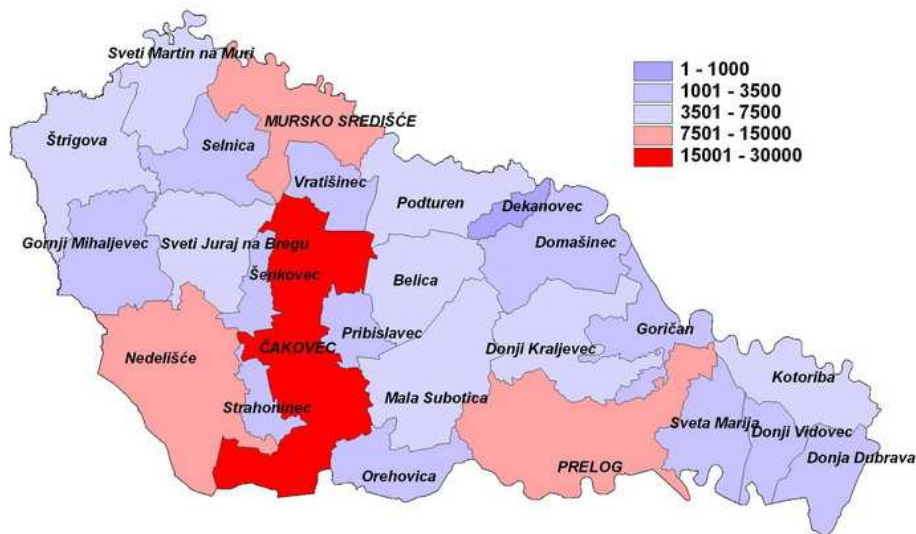 Sveti Martin na Muri
1 - 1000
1001 - 3500
3501 - 7500
7501 - 15000
15001 - 30000
MURSKO SREDIŠĆE
Štrigova
Selnica
Vratišinec
Podturen
Dekanovec
Gornji Mihaljevec
Sveti Juraj na Bregu
Domašinec
Šenkovec
Belica
Pribislavec
Goričan
Nedelišće
ČAKOVEC
Donji Kraljevec
Kotoriba
Strahoninec
Mala Subotica
Sveta Marija
Donji Vidovec
Donja Dubrava
Orehovica
PRELOG